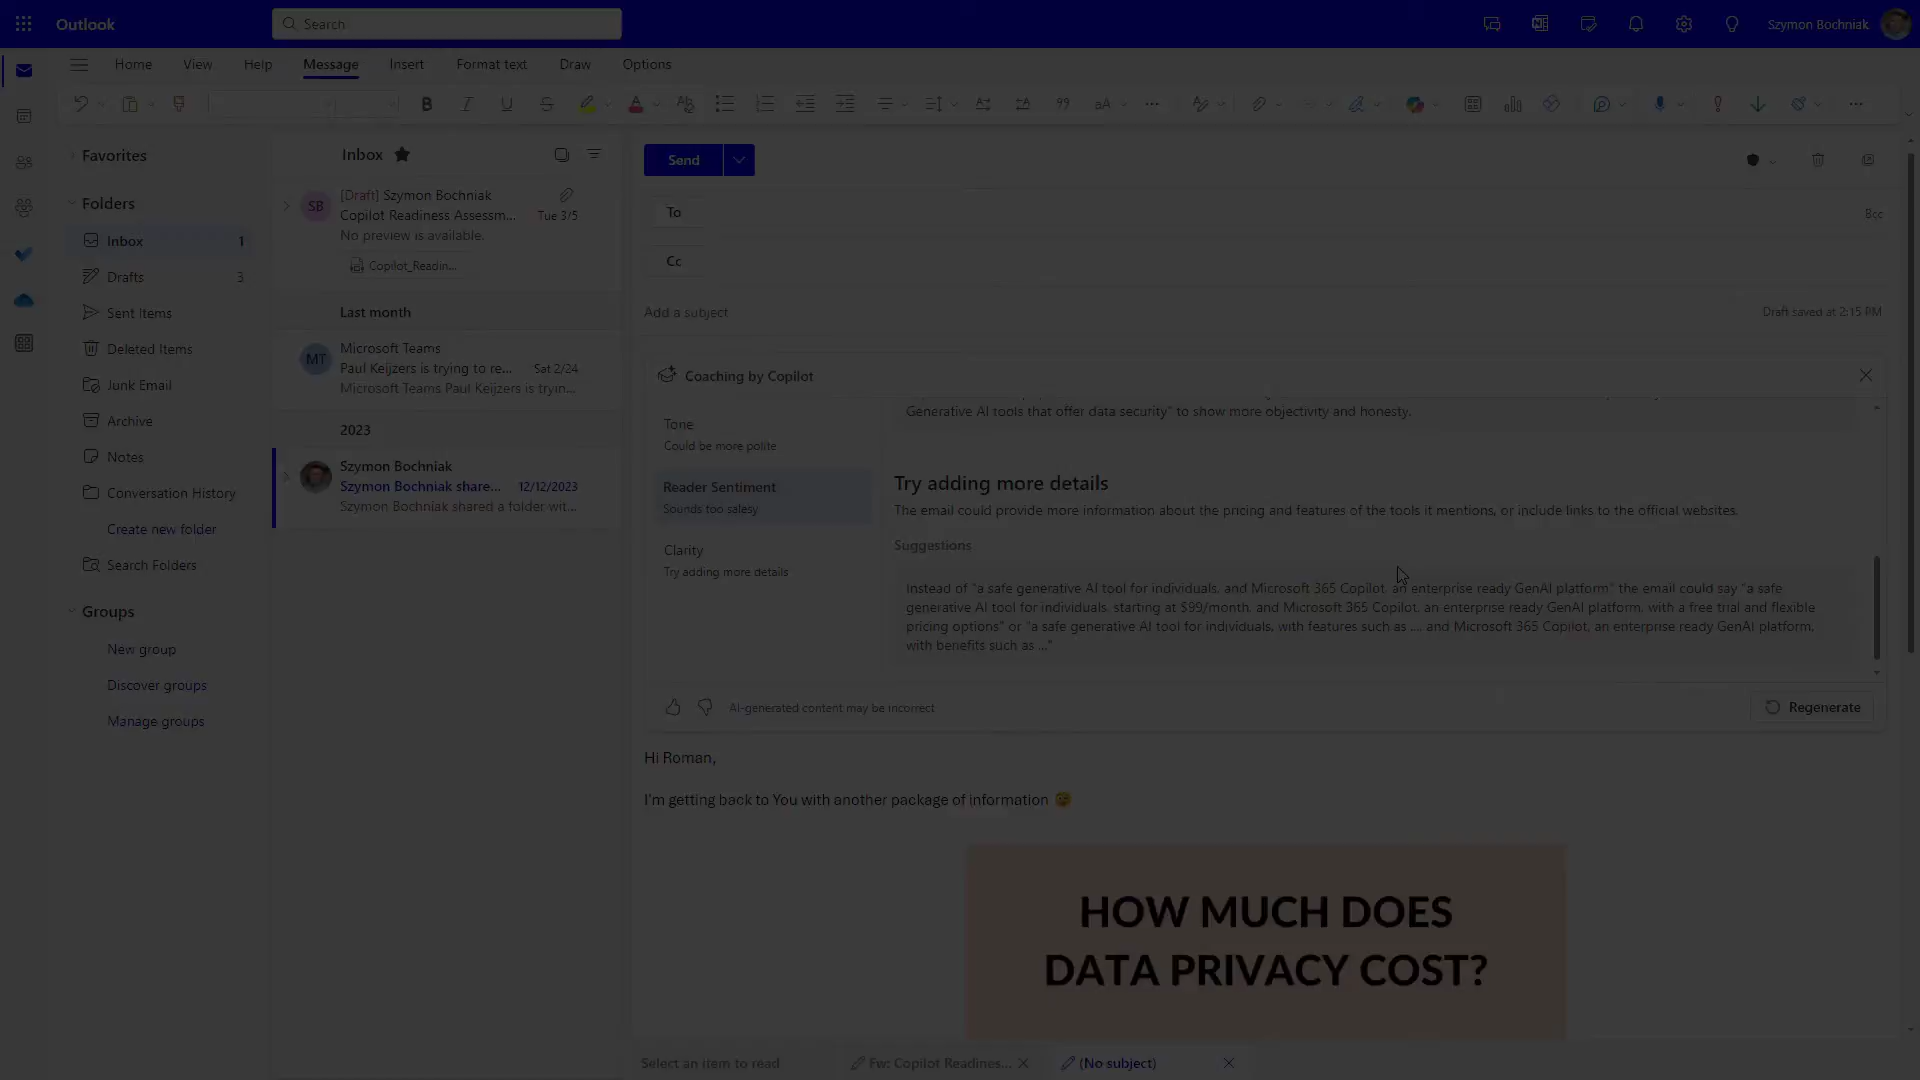 Outlook
Search
Szymon Bochniak
Home
View
Help
Message
Insert
Format text
Draw
Options
Favorites
Folders
Inbox 1
Drafts 3
Sent Items
Deleted Items
Junk Email
Archive
Notes
Conversation History
Create new folder
Search Folders
Groups
New group
Discover groups
Manage groups
Inbox
SB
[Draft] Szymon Bochniak
Copilot Readiness Assessm... Tue 3/5
No preview is available.
Copilot_Readin...
Last month
MT
Microsoft Teams
Paul Keijzers is trying to re... Sat 2/24
Microsoft Teams Paul Keijzers is tryin...
2023
Szymon Bochniak
Szymon Bochniak share... 12/12/2023
Szymon Bochniak shared a folder wit...
Send
To
Bcc
Cc
Add a subject
Draft saved at 2:15 PM
Coaching by Copilot
Tone
Could be more polite
Reader Sentiment
Sounds too salesy
Clarity
Try adding more details
Generative AI tools that offer data security" to show more objectivity and honesty.
Try adding more details
The email could provide more information about the pricing and features of the tools it mentions, or include links to the official websites.
Suggestions
Instead of "a safe generative AI tool for individuals, and Microsoft 365 Copilot, an enterprise ready GenAI platform" the email could say "a safe
generative AI tool for individuals, starting at $99/month, and Microsoft 365 Copilot, an enterprise ready GenAI platform, with a free trial and flexible
pricing options" or "a safe generative AI tool for individuals, with features such as .... and Microsoft 365 Copilot, an enterprise ready GenAI platform,
with benefits such as ..."
AI-generated content may be incorrect
Regenerate
Hi Roman,
I'm getting back to You with another package of information
HOW MUCH DOES
DATA PRIVACY COST?
Select an item to read
Fw: Copilot Readines...
(No subject)